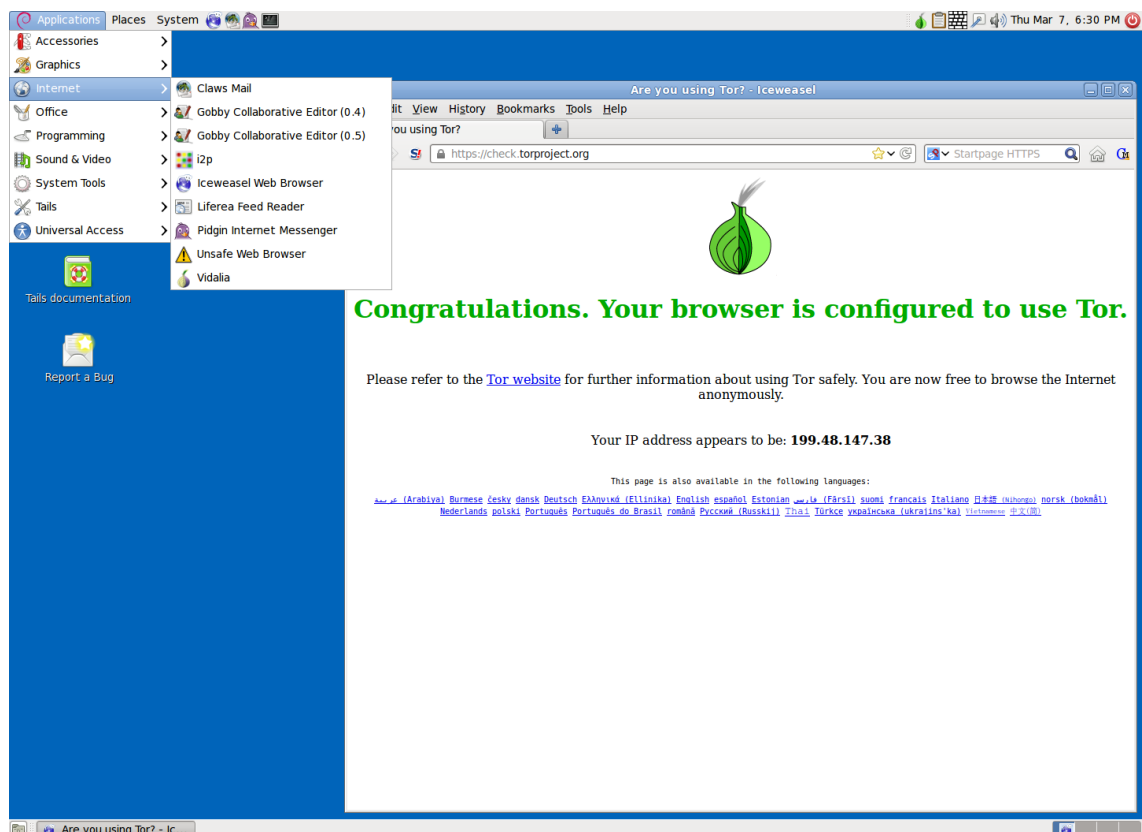 Applications Places System Thu Mar 7, 6:30 PM
Accessories
Graphics
Internet
Office
Programming
Sound & Video
System Tools
Tails
Universal Access
Claws Mail
Gobby Collaborative Editor (0.4)
Gobby Collaborative Editor (0.5)
i2p
Iceweasel Web Browser
Liferea Feed Reader
Pidgin Internet Messenger
Unsafe Web Browser
Vidalia
Tails documentation
Report a Bug
Are you using Tor? - Iceweasel
View History Bookmarks Tools Help
using Tor?
https://check.torproject.org Startpage HTTPS
Congratulations. Your browser is configured to use Tor.
Please refer to the Tor website for further information about using Tor safely. You are now free to browse the Internet
anonymously.
Your IP address appears to be: 199.48.147.38
This page is also available in the following languages:
(Arabiya) Burmese česky dansk Deutsch Ελληνικά (Ellinika) English español Estonian فارسی (Fārsī) suomi français Italiano 日本語 (Nihongo) norsk (bokmål)
Nederlands polski Português Português do Brasil română Русский (Russkij) Thai Türkçe українська (ukrajins'ka) Vietnamese 中文(简)
Are you using Tor? - Ic...